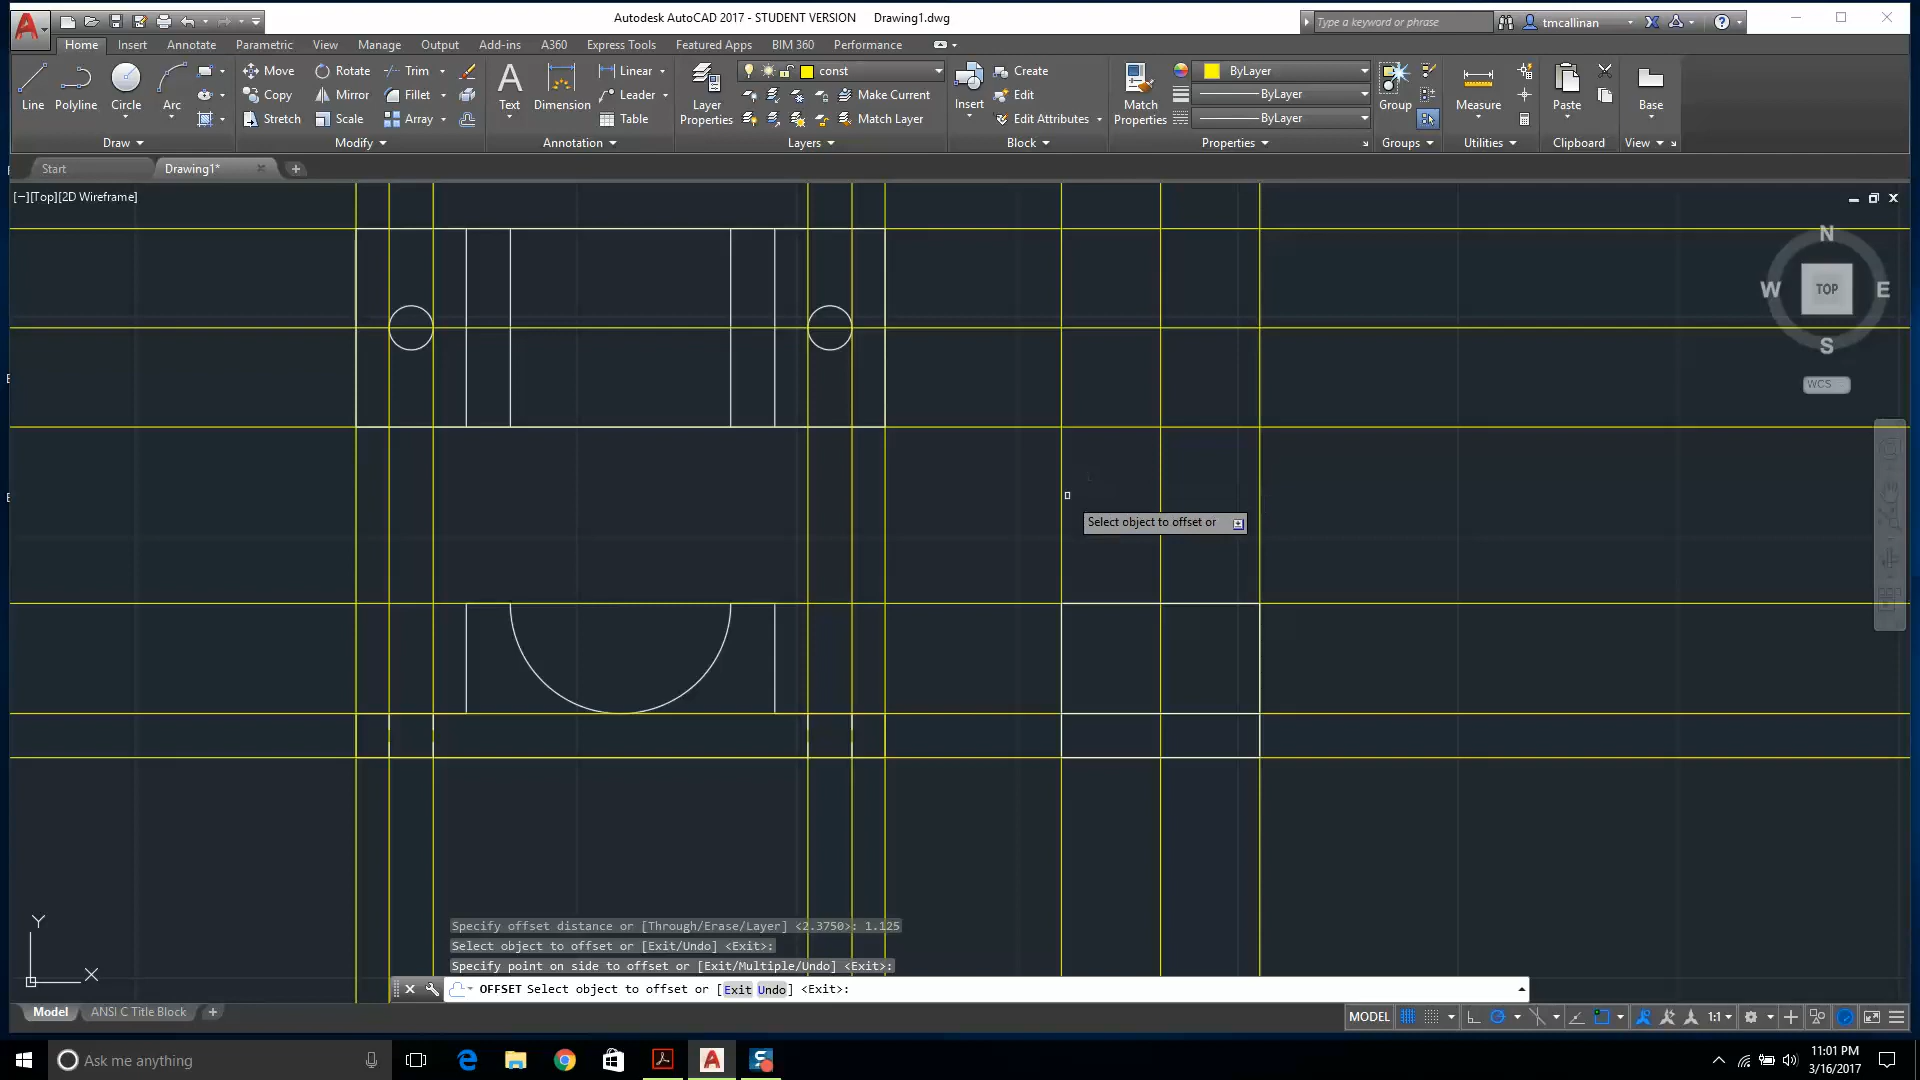 Autodesk AutoCAD 2017 - STUDENT VERSION Drawing1.dwg
Type a keyword or phrase
tmcallinan
Home Insert Annotate Parametric View Manage Output Add-ins A360 Express Tools Featured Apps BIM 360 Performance
Line Polyline Circle Arc
Move Rotate Trim
Copy Mirror Fillet
Stretch Scale Array
Text Dimension
Linear
Leader
Table
Layer Properties
const
Make Current
Match Layer
Insert
Create
Edit
Edit Attributes
Match Properties
ByLayer
ByLayer
ByLayer
Group Measure Paste Base
Draw Modify Annotation Layers Block Properties Groups Utilities Clipboard View
Start Drawing1*
[−][Top][2D Wireframe]
N
W TOP E
S
WCS
Select object to offset or
Y
X
Specify offset distance or [Through/Erase/Layer] <2.3750>: 1.125
Select object to offset or [Exit/Undo] <Exit>:
Specify point on side to offset or [Exit/Multiple/Undo] <Exit>:
OFFSET Select object to offset or [Exit Undo] <Exit>:
Model ANSI C Title Block
MODEL 1:1
Ask me anything
11:01 PM
3/16/2017